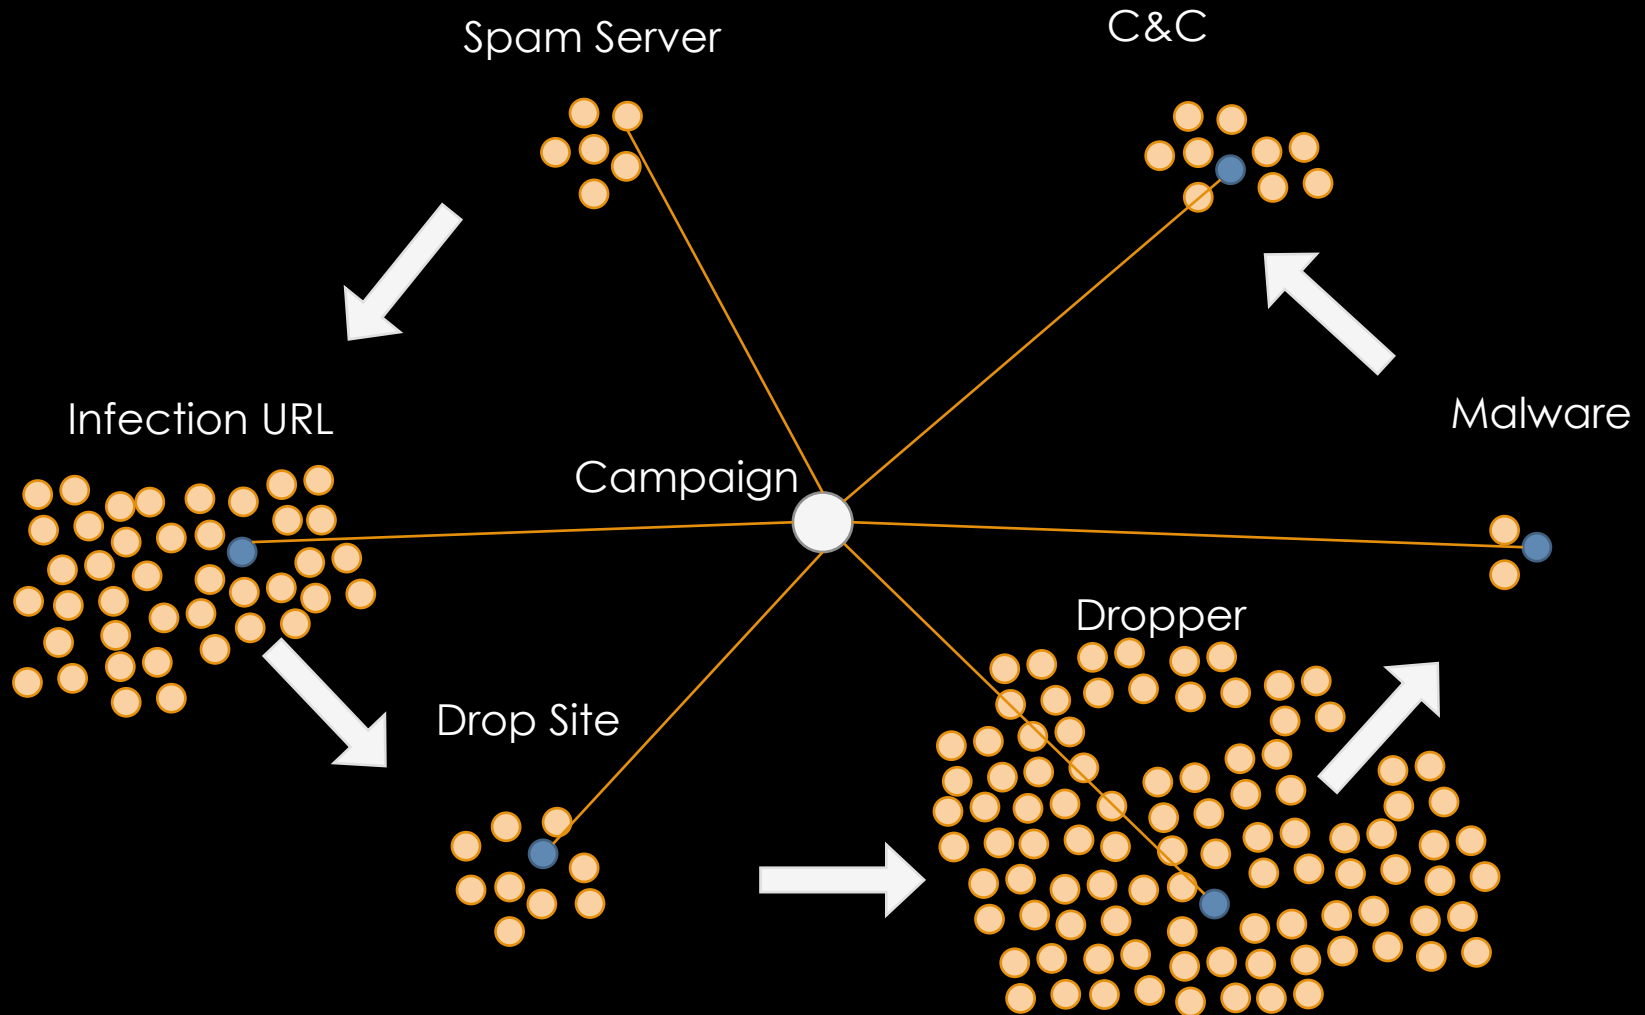 Spam Server
C&C
Infection URL
Malware
Campaign
Dropper
Drop Site